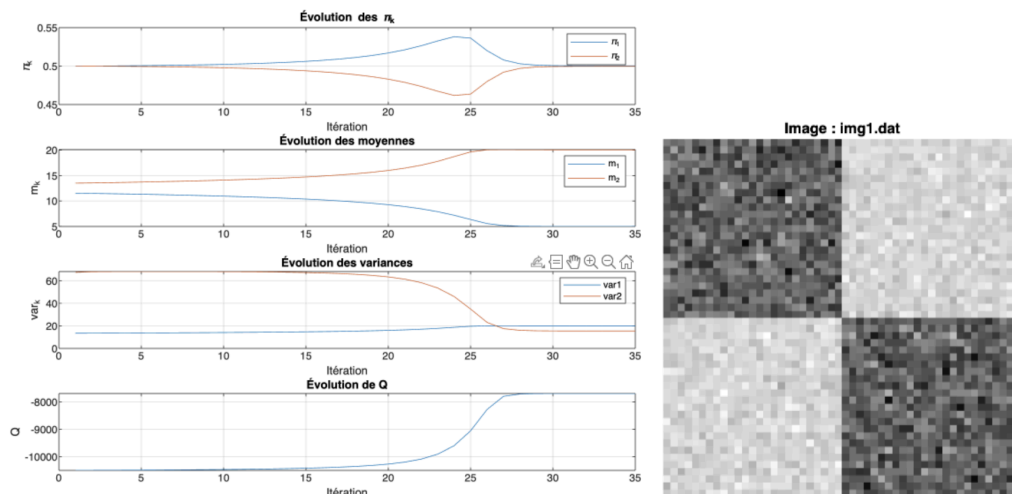 Évolution des π_k
0.55
0.5
0.45
π_k
π_1
π_2
0 5 10 15 20 25 30 35
Itération
Évolution des moyennes
20
15
10
5
m_k
m_1
m_2
0 5 10 15 20 25 30 35
Itération
Évolution des variances
60
40
20
0
var_k
var1
var2
0 5 10 15 20 25 30 35
Itération
Évolution de Q
-8000
-9000
-10000
Q
0 5 10 15 20 25 30 35
Itération
Image : img1.dat